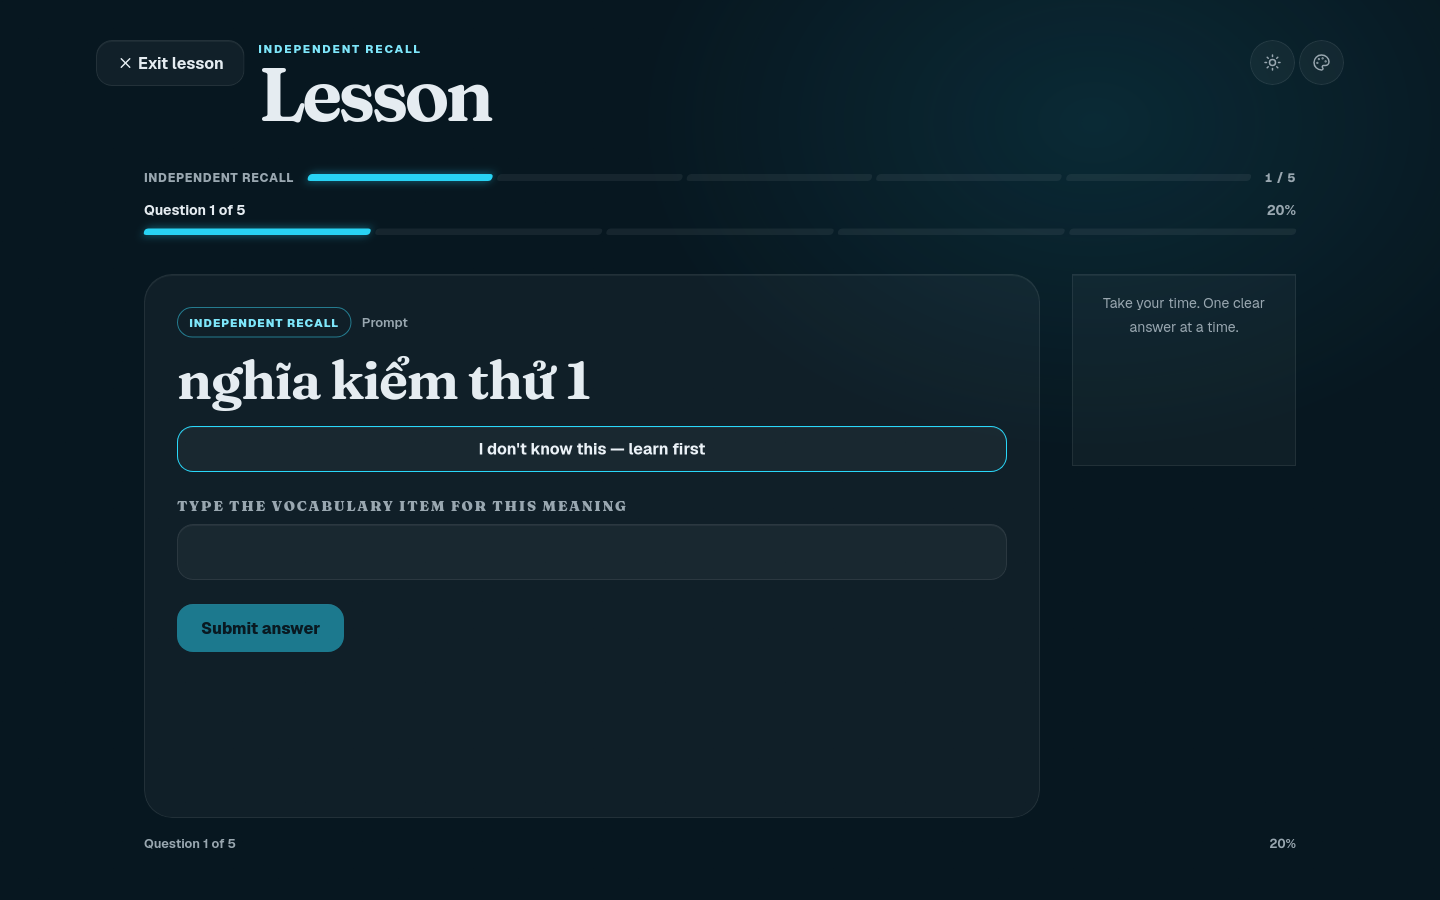 Exit lesson
INDEPENDENT RECALL
Lesson
INDEPENDENT RECALL
1 / 5
Question 1 of 5
20%
INDEPENDENT RECALL
Prompt
nghĩa kiểm thử 1
I don't know this — learn first
TYPE THE VOCABULARY ITEM FOR THIS MEANING
Submit answer
Take your time. One clear
answer at a time.
Question 1 of 5
20%